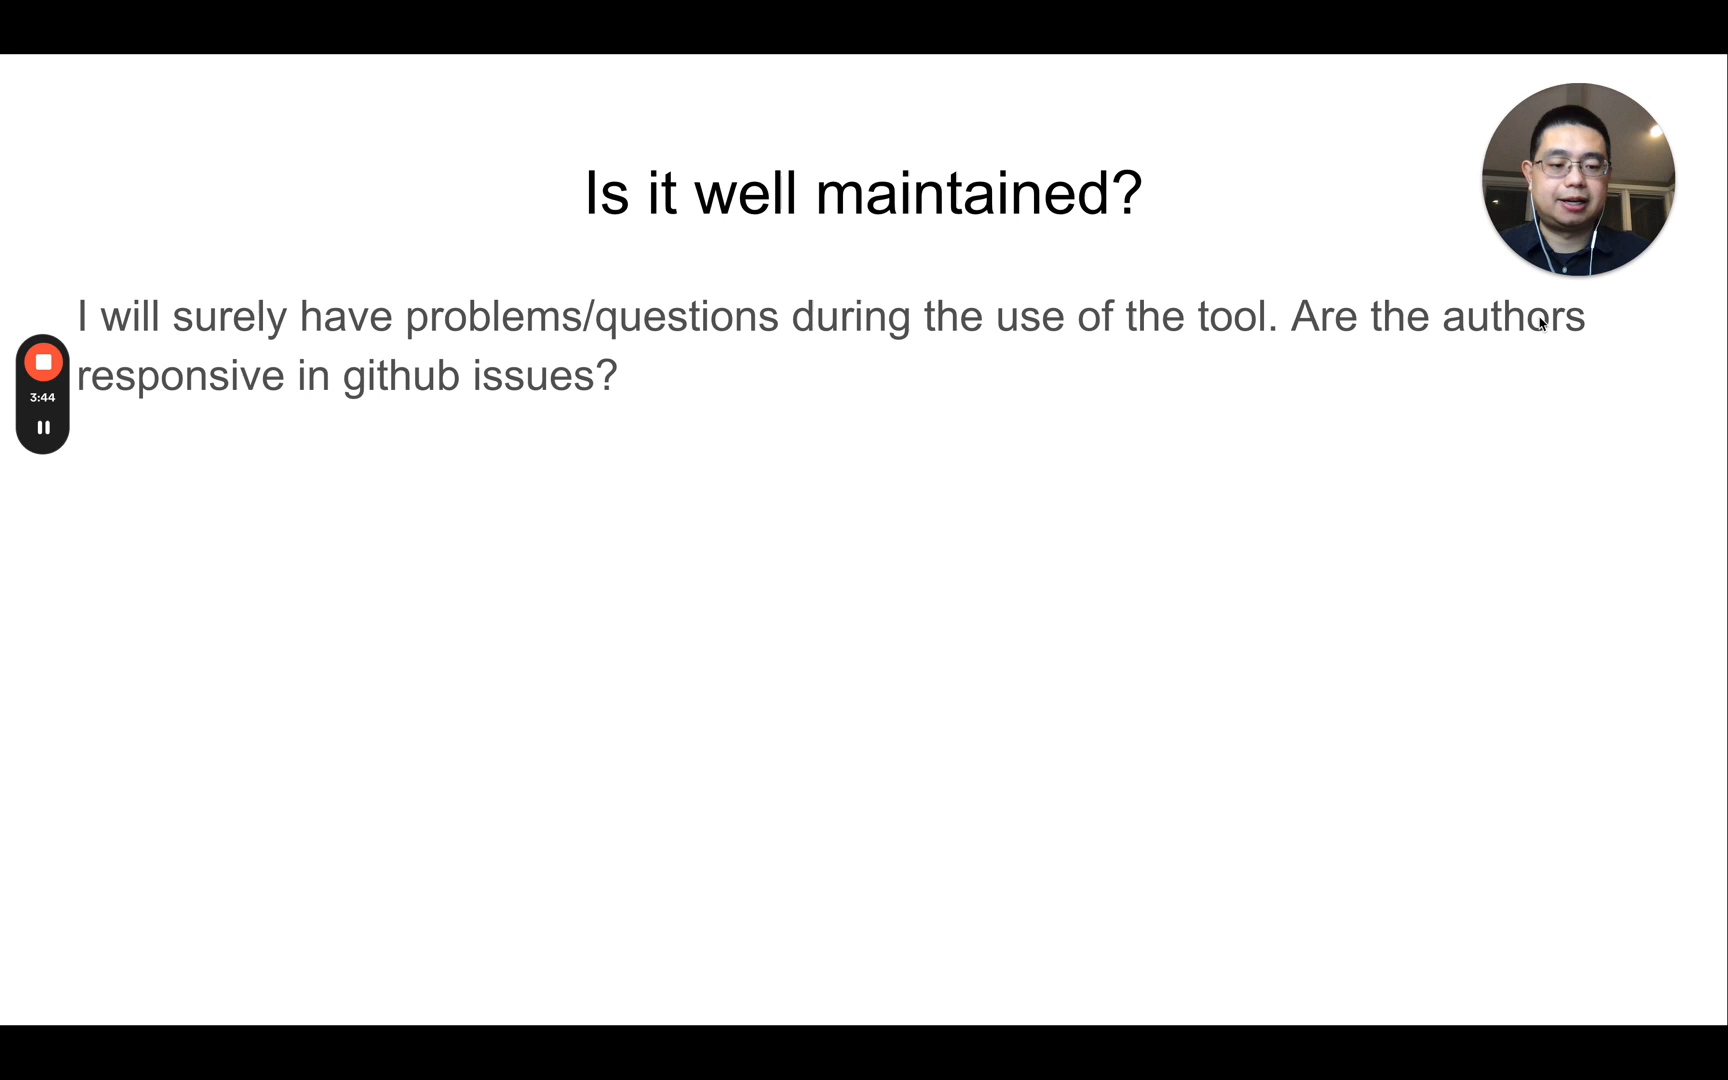 Is it well maintained?
I will surely have problems/questions during the use of the tool. Are the authors
responsive in github issues?
3:44